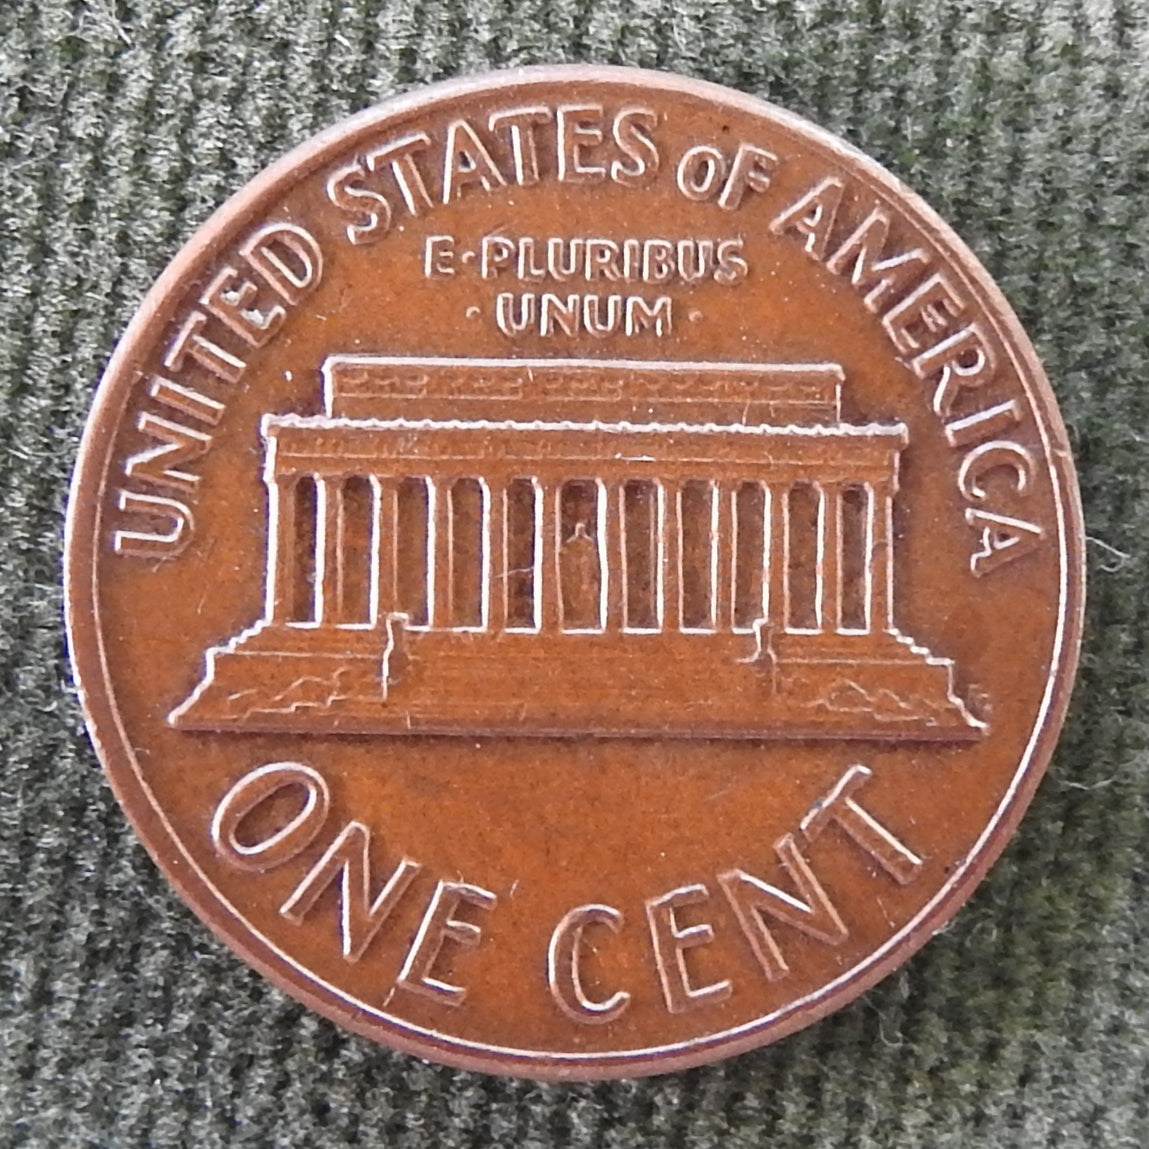 UNITED STATES OF AMERICA
E·PLURIBUS
·UNUM·
ONE CENT